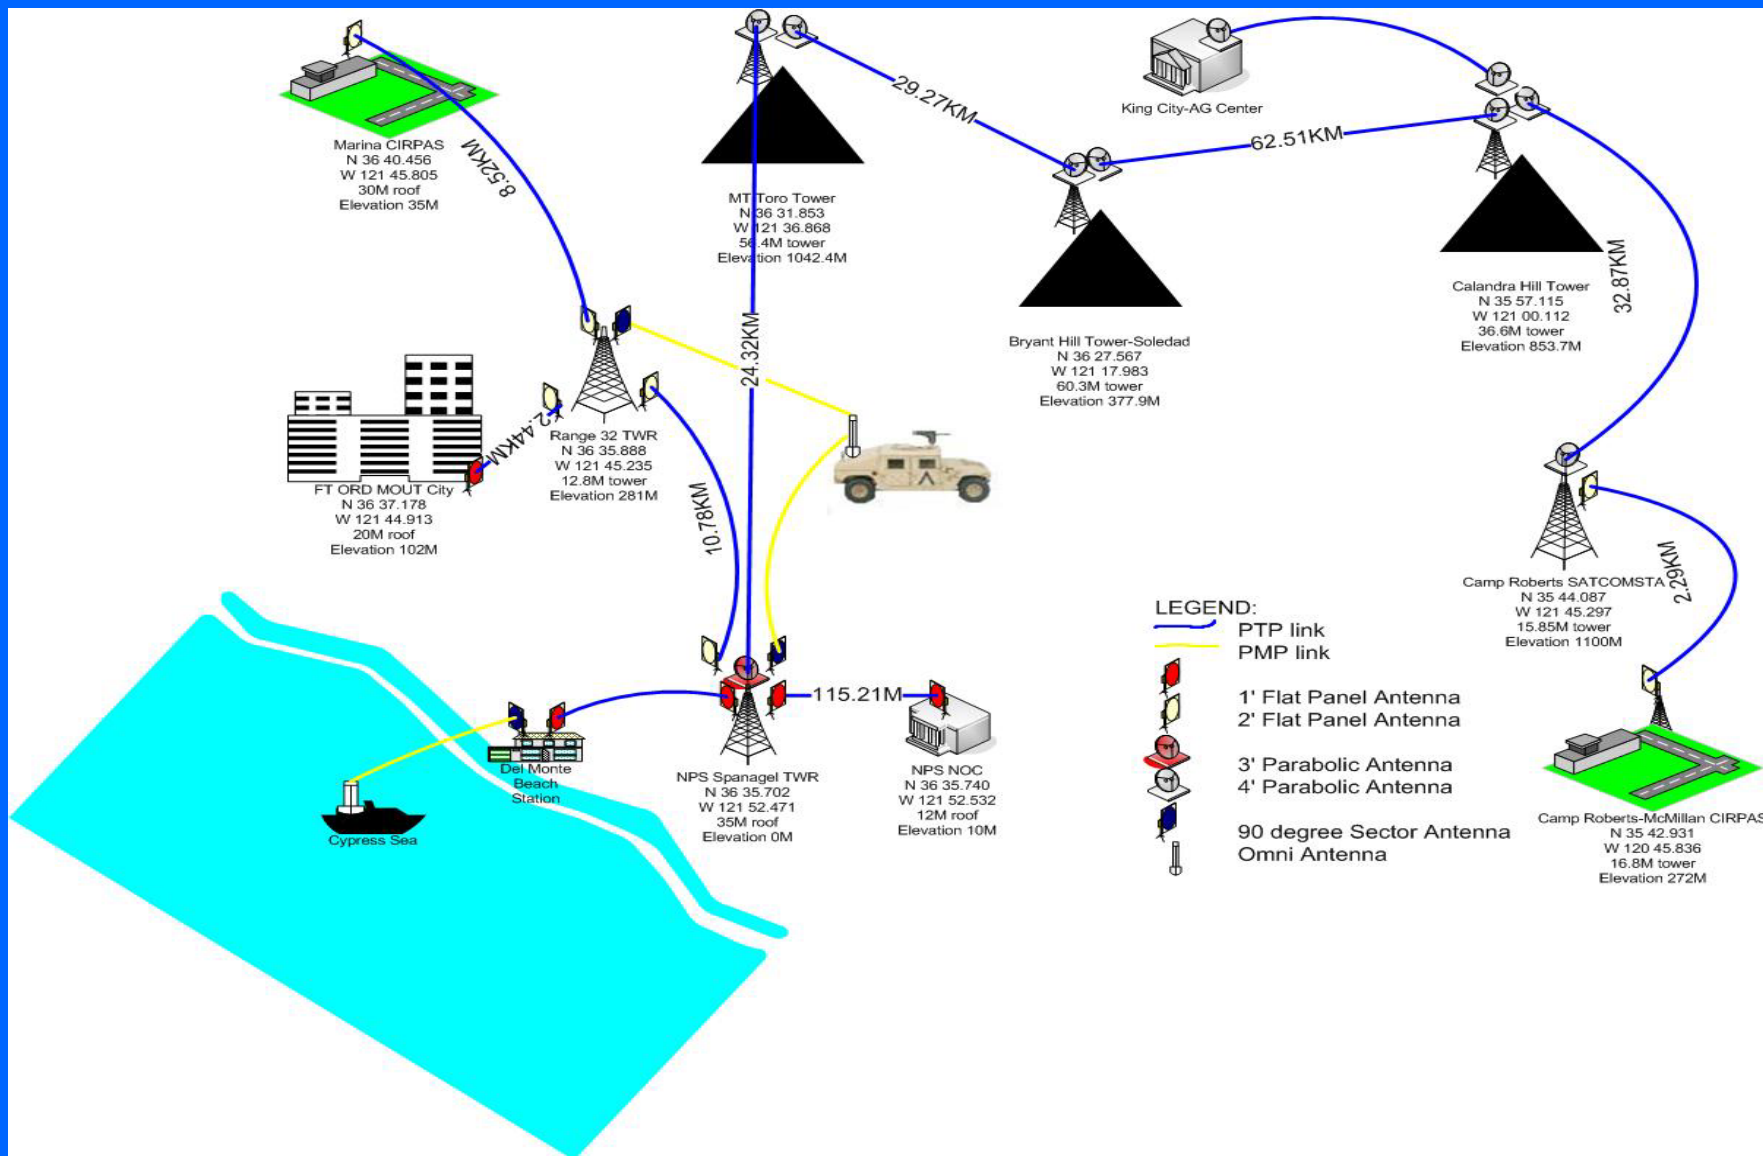 Marina CIRPAS
N 36 40.456
W 121 45.805
30M roof
Elevation 35M
8.52KM
MT Toro Tower
N 36 31.853
W 121 36.868
56.4M tower
Elevation 1042.4M
29.27KM
Bryant Hill Tower-Soledad
N 36 27.567
W 121 17.983
60.3M tower
Elevation 377.9M
62.51KM
King City-AG Center
Calandra Hill Tower
N 35 57.115
W 121 00.112
36.6M tower
Elevation 853.7M
32.87KM
24.32KM
Range 32 TWR
N 36 35.888
W 121 45.235
12.8M tower
Elevation 281M
2.44KM
FT ORD MOUT City
N 36 37.178
W 121 44.913
20M roof
Elevation 102M
10.78KM
Camp Roberts SATCOMSTA
N 35 44.087
W 121 45.297
15.85M tower
Elevation 1100M
2.29KM
Camp Roberts-McMillan CIRPAS
N 35 42.931
W 120 45.836
16.8M tower
Elevation 272M
115.21M
Del Monte
Beach
Station
Cypress Sea
NPS Spanagel TWR
N 36 35.702
W 121 52.471
35M roof
Elevation 0M
NPS NOC
N 36 35.740
W 121 52.532
12M roof
Elevation 10M
LEGEND:
PTP link
PMP link
1' Flat Panel Antenna
2' Flat Panel Antenna
3' Parabolic Antenna
4' Parabolic Antenna
90 degree Sector Antenna
Omni Antenna